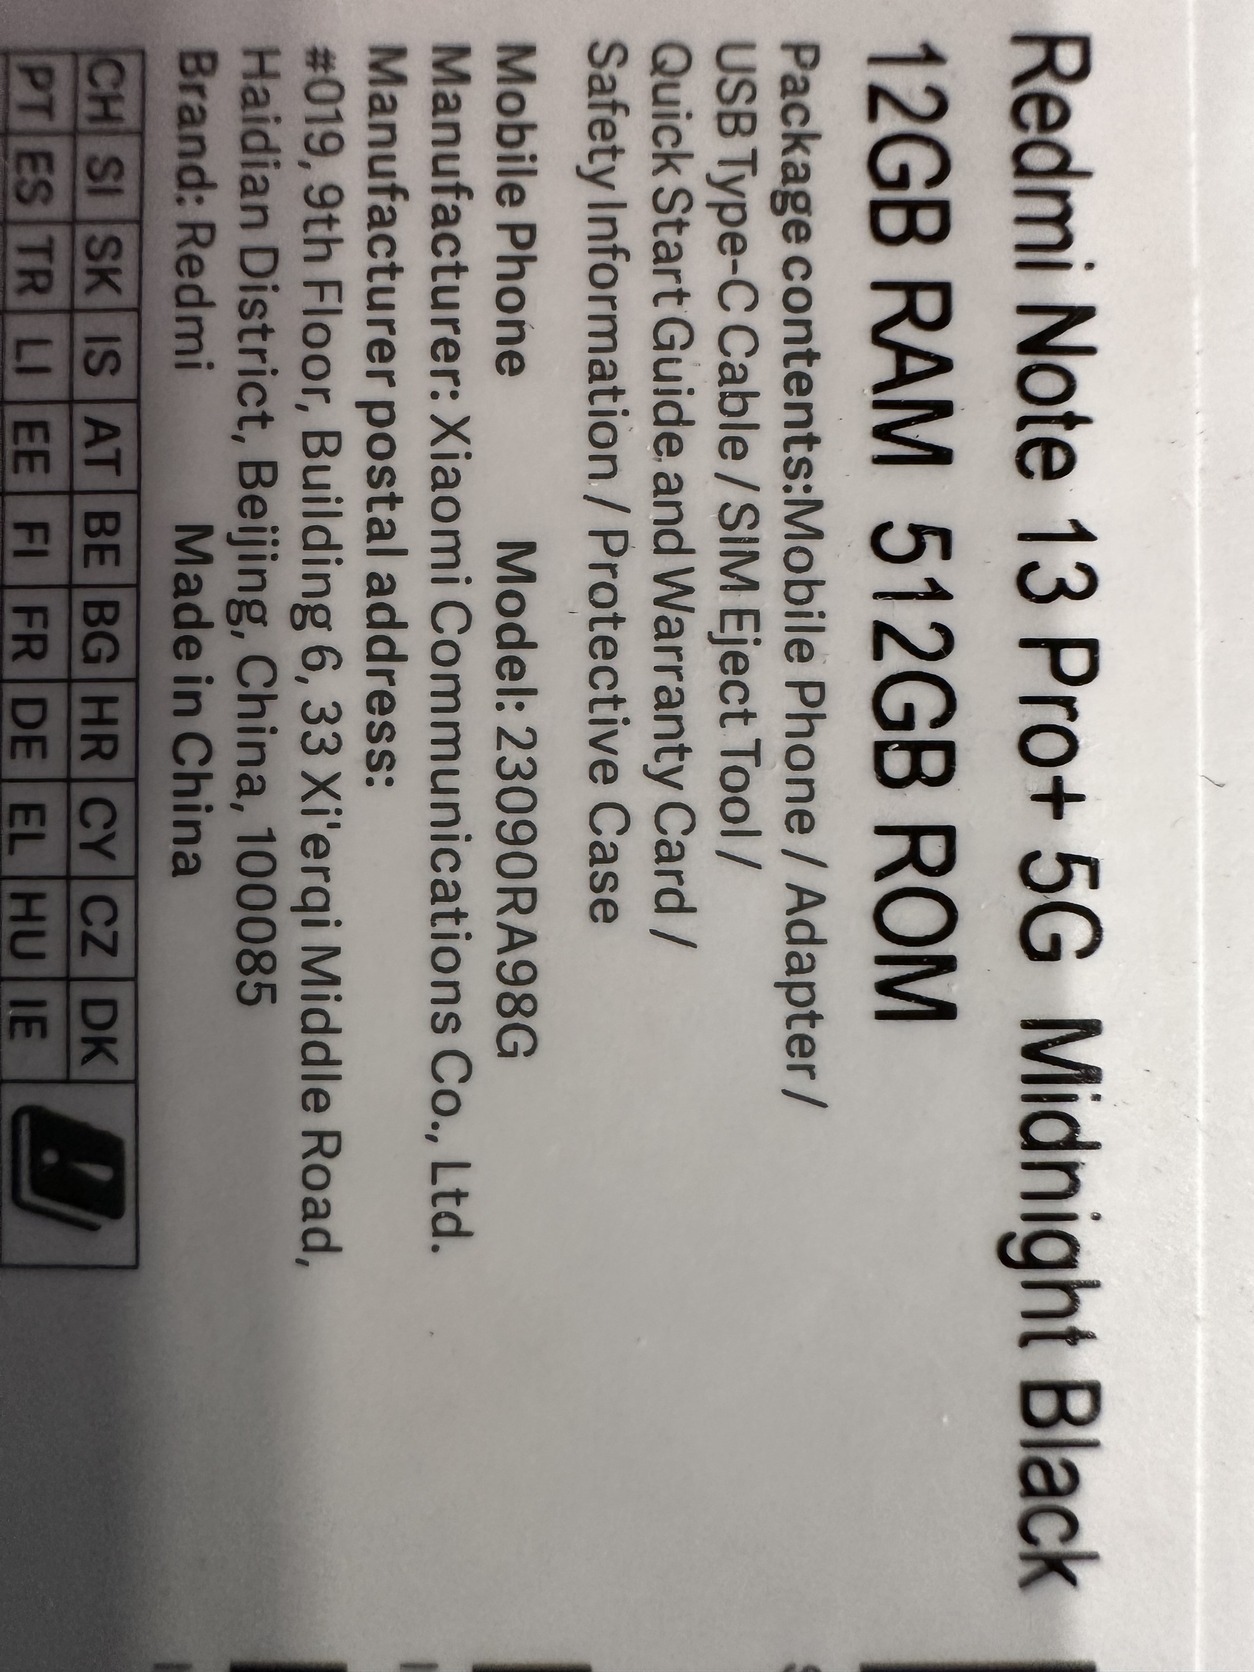 Redmi Note 13 Pro+ 5G Midnight Black
12GB RAM 512GB ROM
Package contents:Mobile Phone / Adapter /
USB Type-C Cable / SIM Eject Tool /
Quick Start Guide and Warranty Card /
Safety Information / Protective Case
Mobile Phone Model: 23090RA98G
Manufacturer: Xiaomi Communications Co., Ltd.
Manufacturer postal address:
#019, 9th Floor, Building 6, 33 Xi'erqi Middle Road,
Haidian District, Beijing, China, 100085
Brand: Redmi Made in China
CH SI SK IS AT BE BG HR CY CZ DK
PT ES TR LI EE FI FR DE EL HU IE